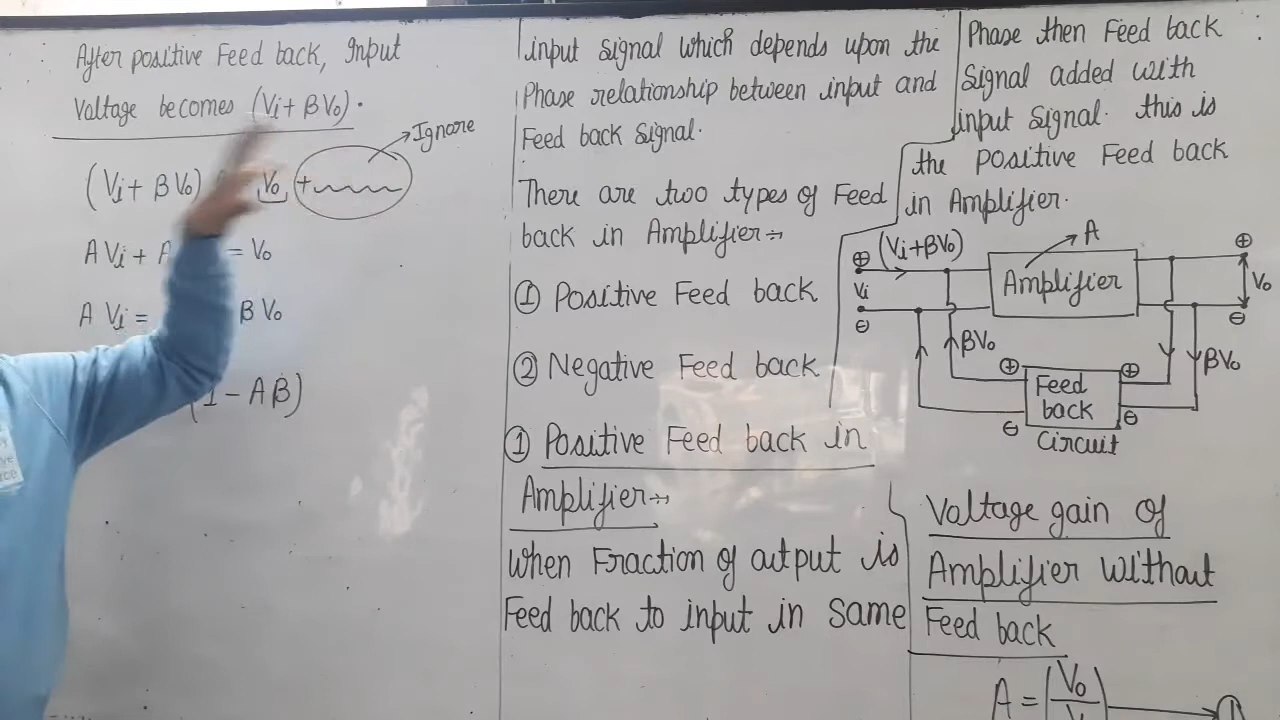 After positive Feed back, Input
Voltage becomes (Vi + βVo).
Ignore
(Vi + β Vo) Vo +
A Vi + A = Vo
A Vi = β Vo
(1 - A β)
input signal which depends upon the
Phase relationship between input and
Feed back Signal.
There are two types of Feed
back in Amplifier:-
① Positive Feed back
② Negative Feed back
① Positive Feed back in
Amplifier:-
When Fraction of output is
Feed back to input in same
Phase then Feed back
Signal added with
input Signal. this is
the positive Feed back
in Amplifier.
A
(Vi+βVo)
⊕
⊕
Vi
Amplifier
Vo
⊖
⊖
βVo
βVo
⊕
⊕
Feed
back
⊖
⊖
Circuit
Voltage gain of
Amplifier without
Feed back
A = (Vo